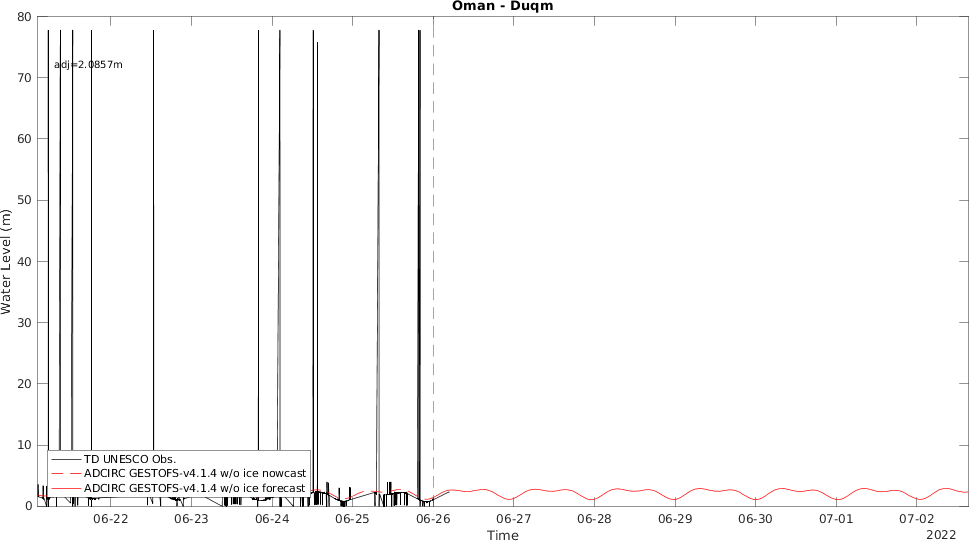 Oman - Duqm
80
70
60
50
40
30
20
10
0
Water Level (m)
adj=2.0857m
TD UNESCO Obs.
ADCIRC GESTOFS-v4.1.4 w/o ice nowcast
ADCIRC GESTOFS-v4.1.4 w/o ice forecast
06-22 06-23 06-24 06-25 06-26 06-27 06-28 06-29 06-30 07-01 07-02
Time
2022